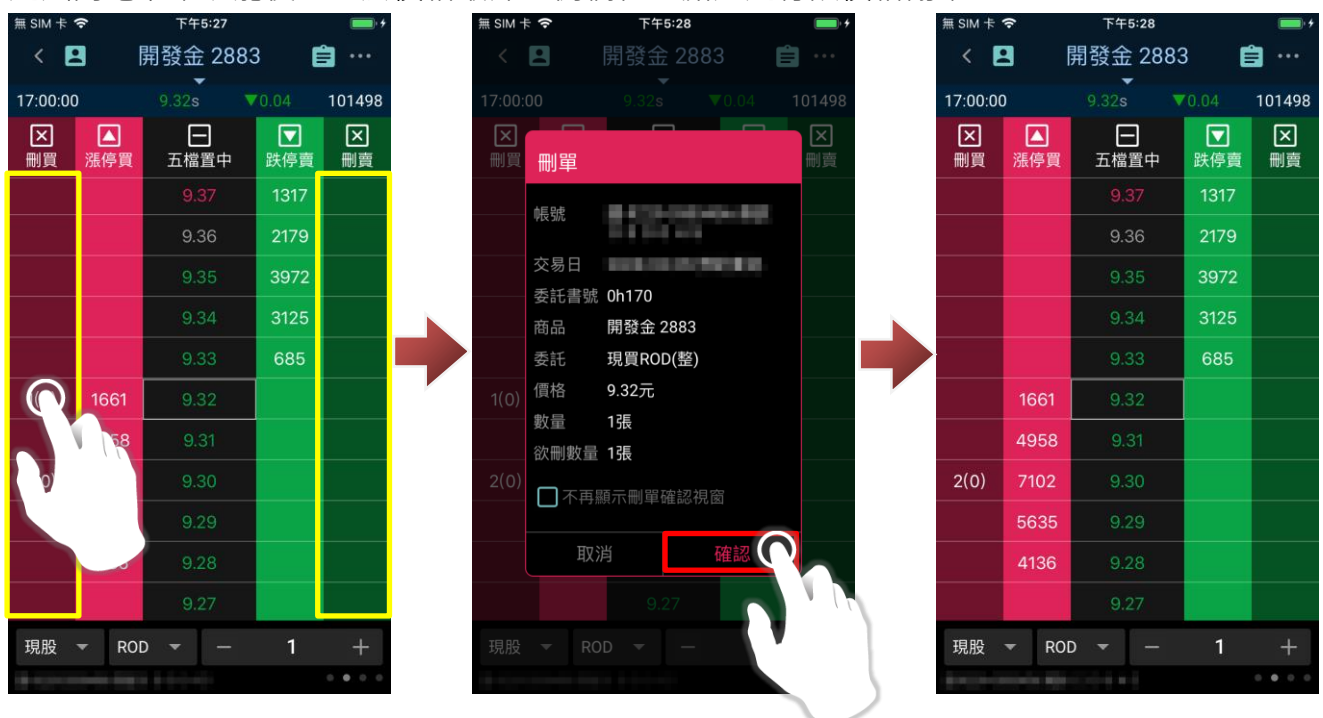 無 SIM 卡
下午5:27
開發金 2883
17:00:00 9.32s ▼0.04 101498
刪買 漲停買 五檔置中 跌停賣 刪賣
9.37 1317
9.36 2179
9.35 3972
9.34 3125
9.33 685
1661 9.32
9.31
9.30
9.29
9.28
9.27
現股 ROD − 1 +
無 SIM 卡
下午5:28
開發金 2883
17:00:00 9.32s ▼0.04 101498
刪買 刪賣
刪單
帳號
交易日
委託書號 0h170
商品 開發金 2883
委託 現買ROD(整)
價格 9.32元
1(0)
數量 1張
欲刪數量 1張
2(0)
不再顯示刪單確認視窗
取消 確認
9.27
現股 ROD −
無 SIM 卡
下午5:28
開發金 2883
17:00:00 9.32s ▼0.04 101498
刪買 漲停買 五檔置中 跌停賣 刪賣
9.37 1317
9.36 2179
9.35 3972
9.34 3125
9.33 685
1661 9.32
4958 9.31
2(0) 7102 9.30
5635 9.29
4136 9.28
9.27
現股 ROD − 1 +